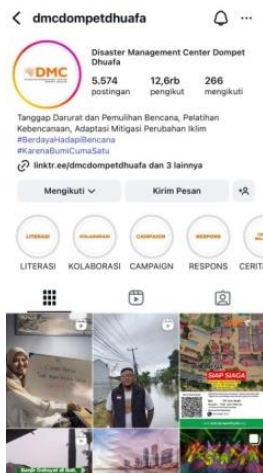 dmcdompetdhuafa
DMC
Disaster Management Center Dompet
Dhuafa
5.574 12,6rb 266
postingan pengikut mengikuti
Tanggap Darurat dan Pemulihan Bencana, Pelatihan
Kebencanaan, Adaptasi Mitigasi Perubahan Iklim
#BerdayaHadapiBencana
#KarenaBumiCumaSatu
linktr.ee/dmcdompetdhuafa dan 3 lainnya
Mengikuti Kirim Pesan
LITERASI KOLABORASI CAMPAIGN RESPONS
LITERASI KOLABORASI CAMPAIGN RESPONS CERIT
SIAP SIAGA